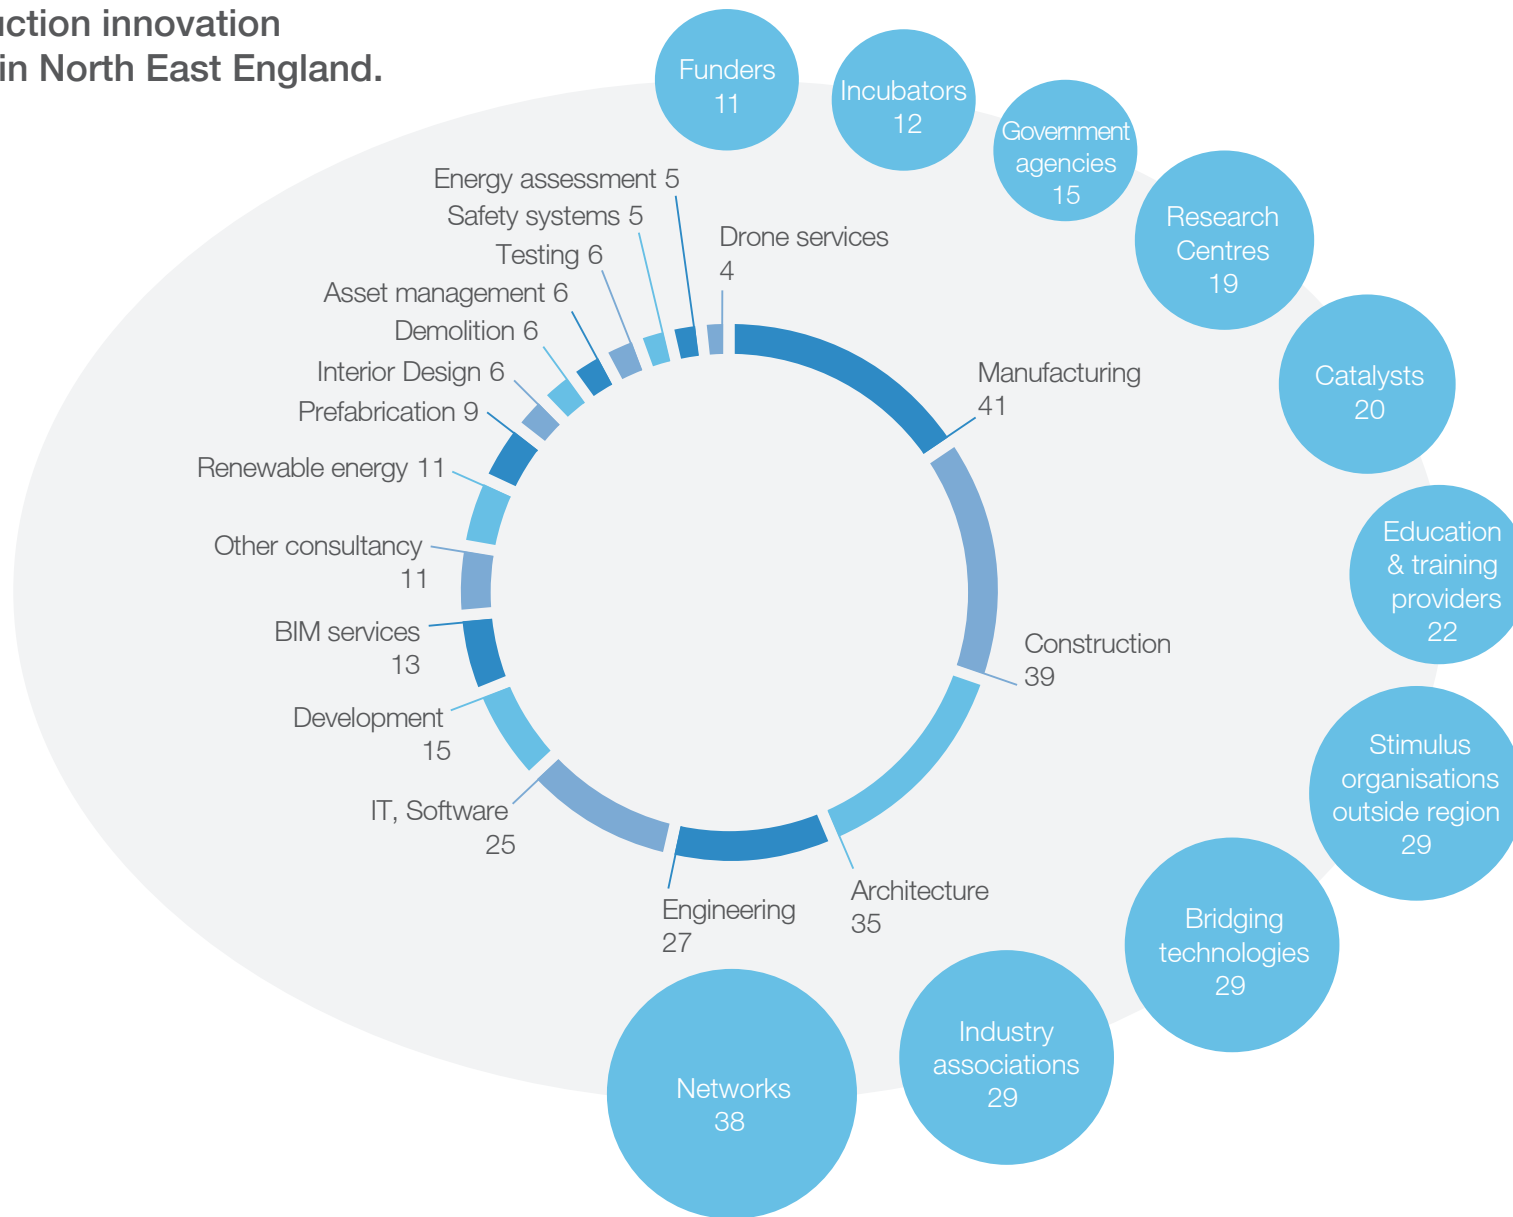 in North East England.
Funders
11
Incubators
12
Government
agencies
15
Research
Centres
19
Catalysts
20
Education
& training
providers
22
Stimulus
organisations
outside region
29
Bridging
technologies
29
Industry
associations
29
Networks
38
Energy assessment 5
Safety systems 5
Testing 6
Asset management 6
Demolition 6
Interior Design 6
Prefabrication 9
Renewable energy 11
Other consultancy
11
BIM services
13
Development
15
IT, Software
25
Engineering
27
Architecture
35
Construction
39
Manufacturing
41
Drone services
4
innovation